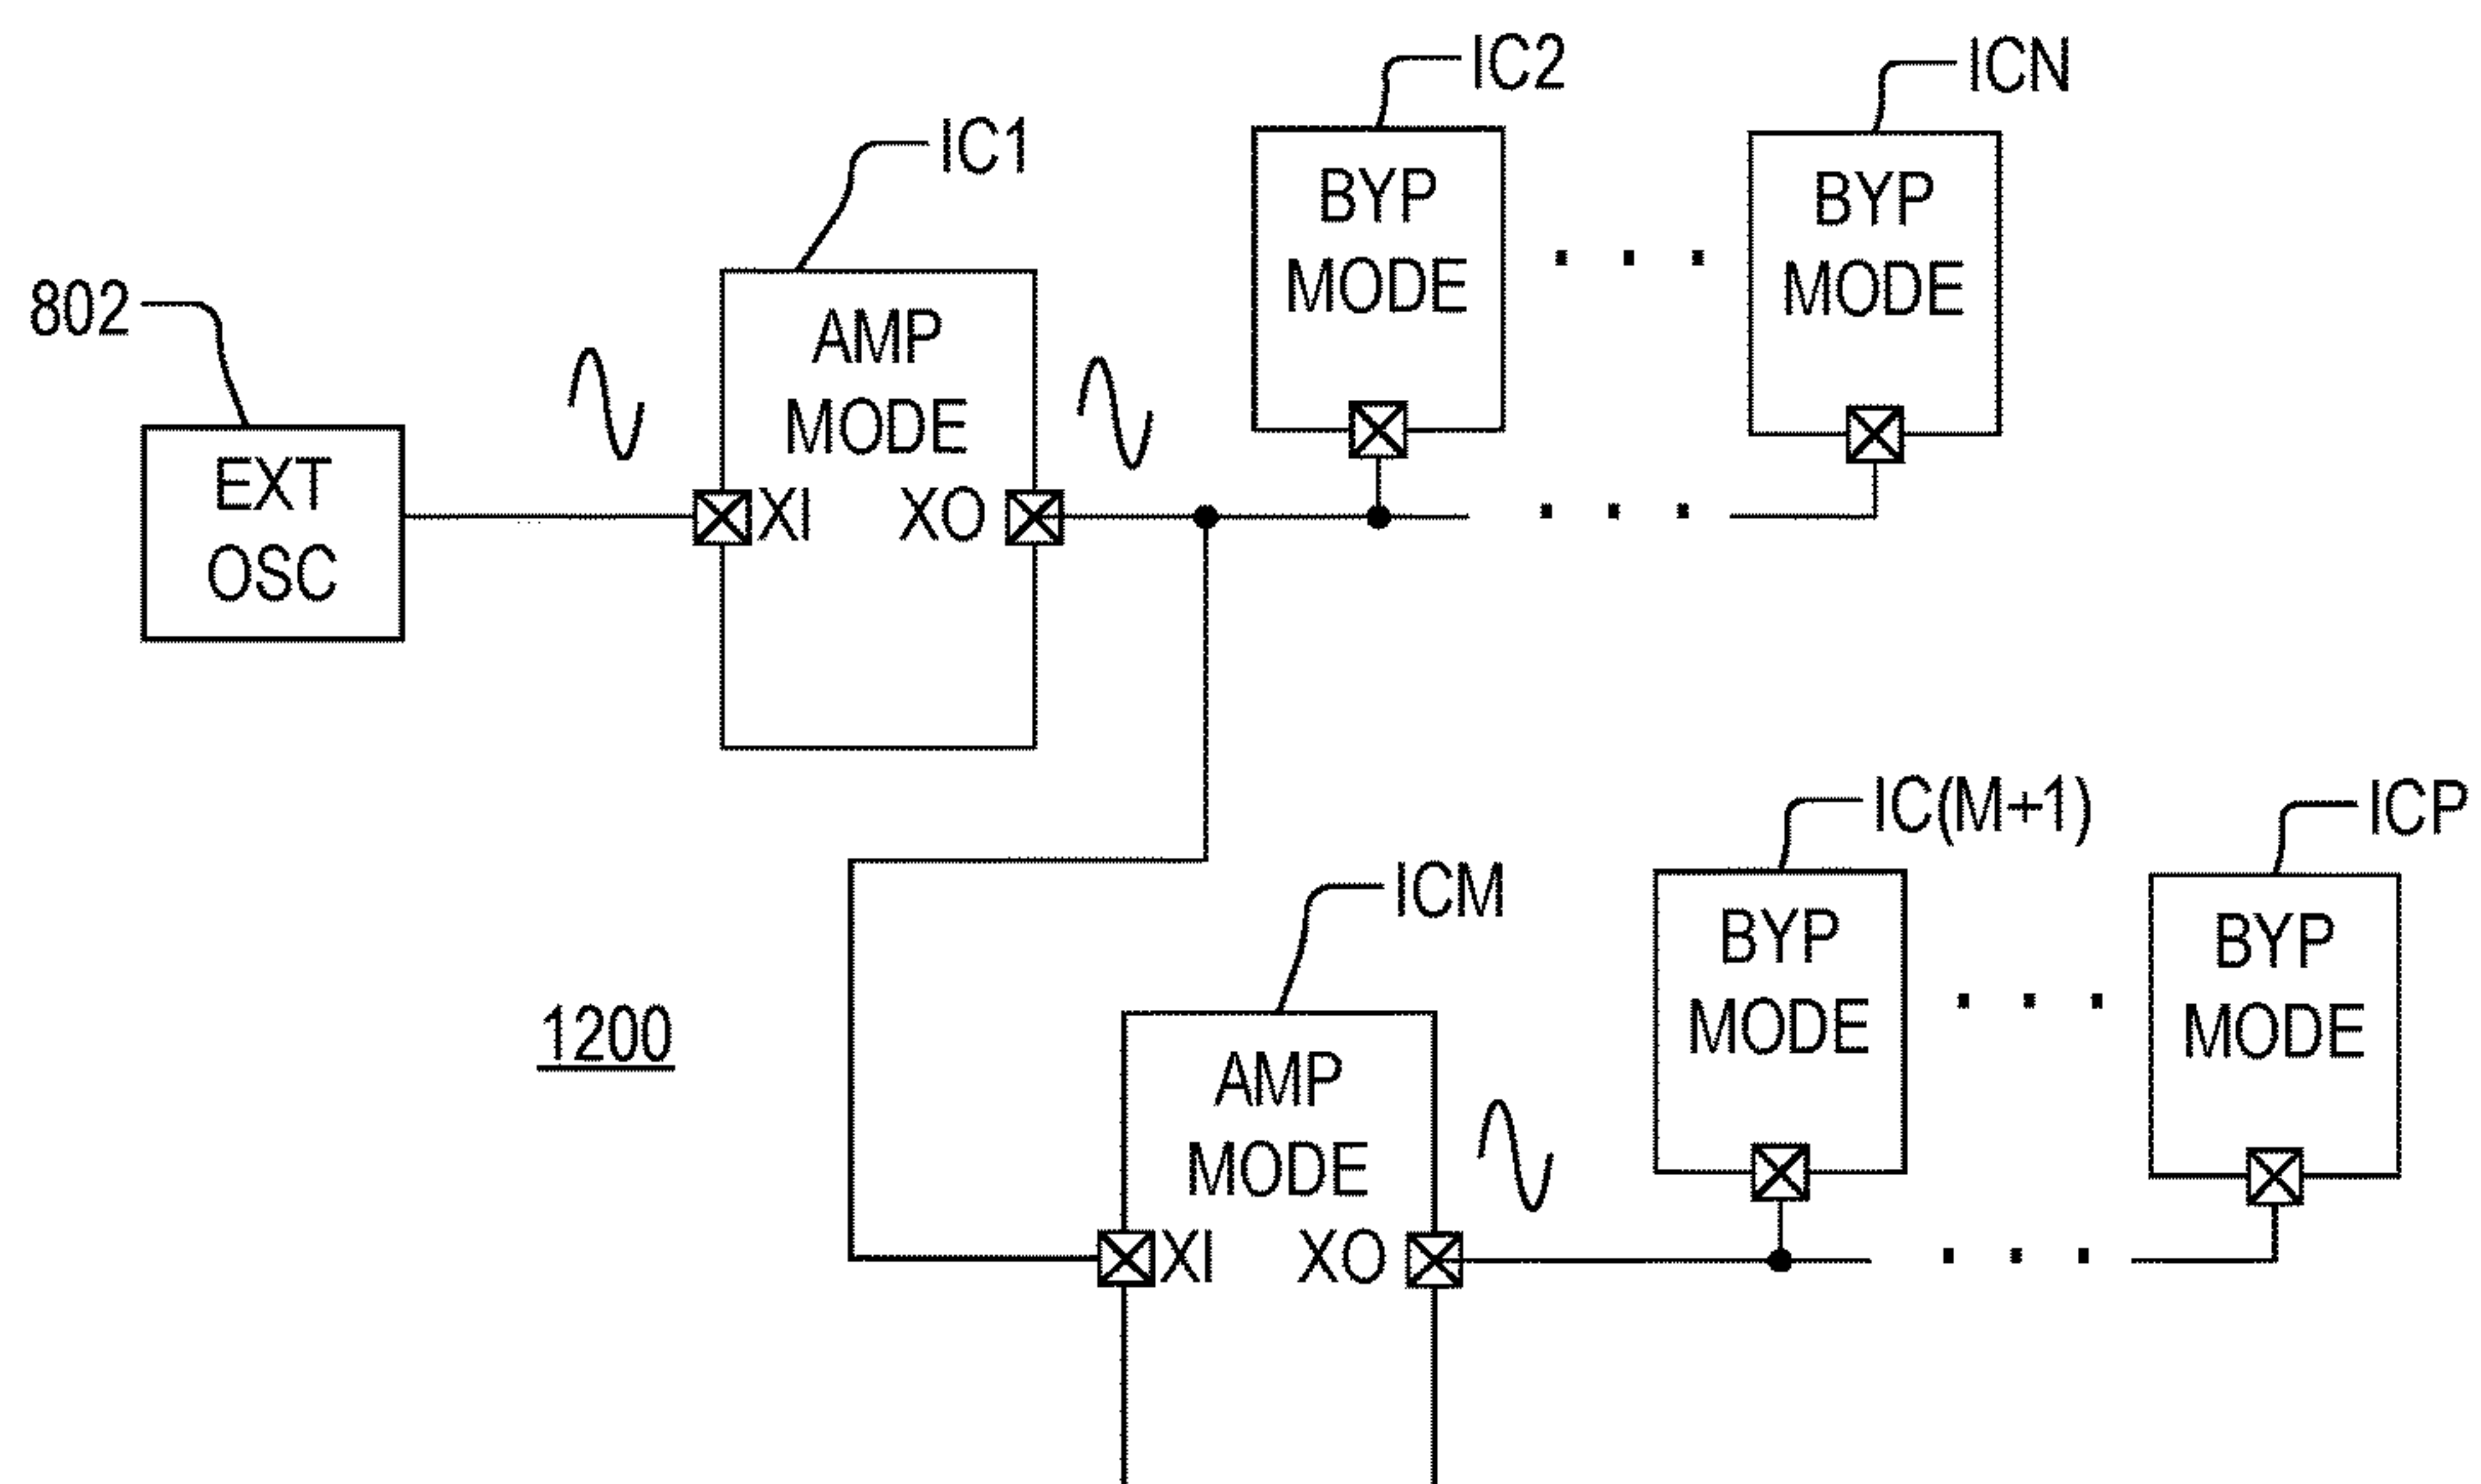 IC2
ICN
IC1
BYP
MODE
BYP
MODE
802
AMP
MODE
EXT
OSC
XI
XO
IC(M+1)
ICP
ICM
BYP
MODE
BYP
MODE
1200
AMP
MODE
XI
XO